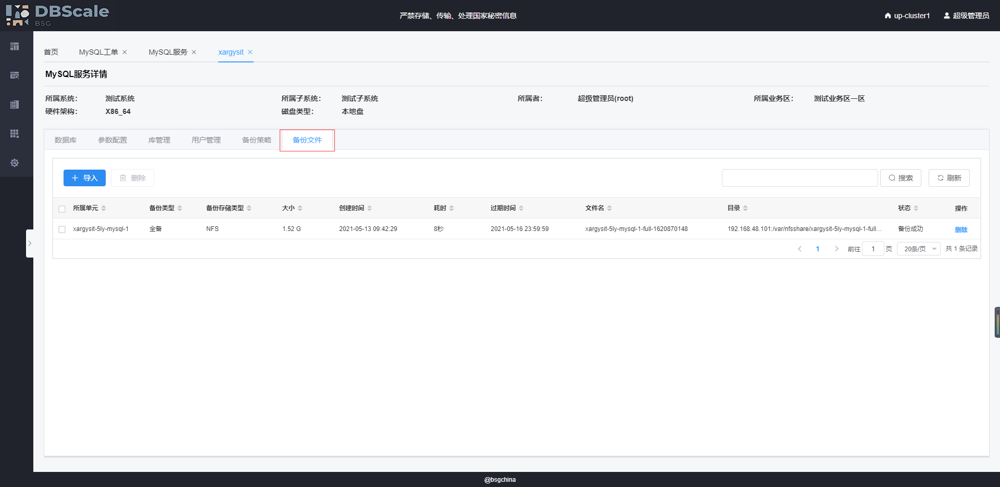 DBScale
BSG
严禁存储、传输、处理国家秘密信息
up-cluster1
超级管理员
首页
MySQL工单
MySQL服务
xargysit
MySQL服务详情
所属系统: 测试系统 所属子系统: 测试子系统 所属者: 超级管理员(root) 所属业务区: 测试业务区一区
硬件架构: X86_64 磁盘类型: 本地盘
数据库 参数配置 库管理 用户管理 备份策略 备份文件
导入 删除 搜索 刷新
所属单元 备份类型 备份存储类型 大小 创建时间 耗时 过期时间 文件名 目录 状态 操作
xargysit-5ly-mysql-1 全备 NFS 1.52 G 2021-05-13 09:42:29 8秒 2021-05-16 23:59:59 xargysit-5ly-mysql-1-full-1620870148 192.168.48.101:/var/nfsshare/xargysit-5ly-mysql-1-full... 备份成功 删除
1 前往 1 页 20条/页 共 1 条记录
@bsgchina